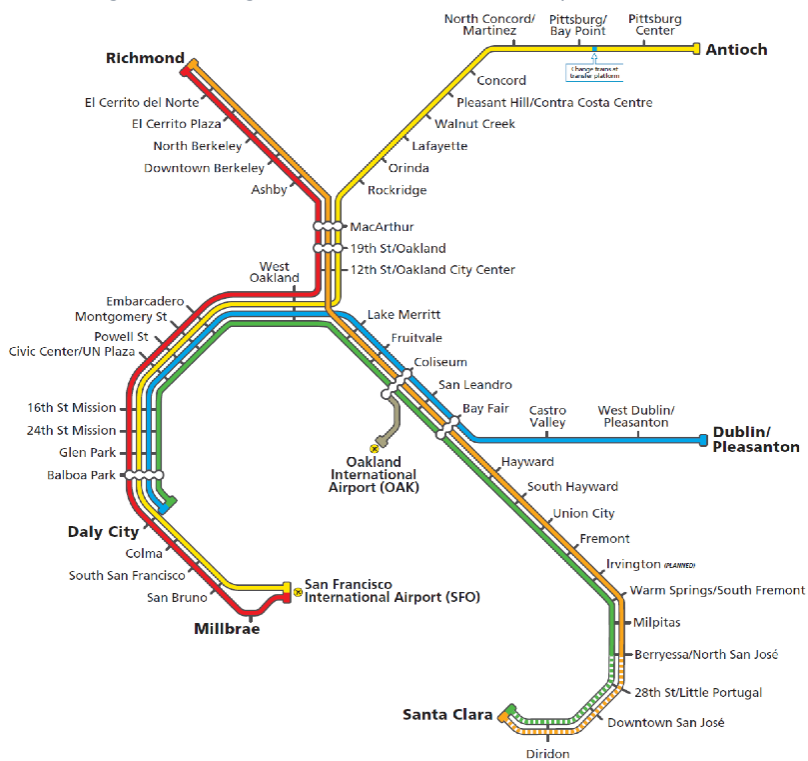 North Concord/
Martinez
Pittsburg/
Bay Point
Pittsburg
Center
Antioch
Change trains at
transfer platform
Richmond
Concord
El Cerrito del Norte
Pleasant Hill/Contra Costa Centre
El Cerrito Plaza
Walnut Creek
North Berkeley
Lafayette
Downtown Berkeley
Orinda
Ashby
Rockridge
MacArthur
19th St/Oakland
West
Oakland
12th St/Oakland City Center
Embarcadero
Montgomery St
Lake Merritt
Powell St
Fruitvale
Civic Center/UN Plaza
Coliseum
San Leandro
16th St Mission
Bay Fair
Castro
Valley
West Dublin/
Pleasanton
24th St Mission
Dublin/
Pleasanton
Glen Park
Oakland
International
Airport (OAK)
Hayward
Balboa Park
South Hayward
Union City
Daly City
Fremont
Colma
Irvington (PLANNED)
South San Francisco
San Francisco
International Airport (SFO)
Warm Springs/South Fremont
San Bruno
Millbrae
Milpitas
Berryessa/North San José
28th St/Little Portugal
Santa Clara
Downtown San José
Diridon